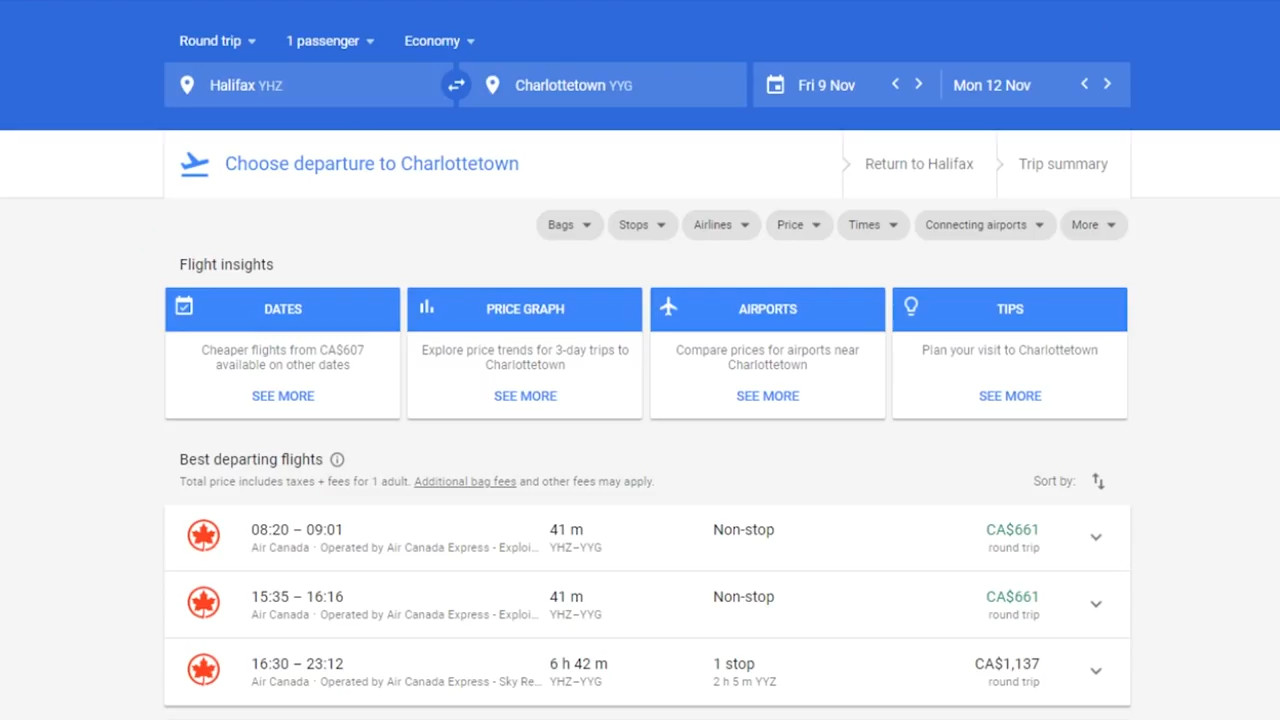 Round trip 1 passenger Economy
Halifax YHZ Charlottetown YYG Fri 9 Nov Mon 12 Nov
Choose departure to Charlottetown Return to Halifax Trip summary
Bags Stops Airlines Price Times Connecting airports More
Flight insights
DATES
Cheaper flights from CA$607
available on other dates
SEE MORE
PRICE GRAPH
Explore price trends for 3-day trips to
Charlottetown
SEE MORE
AIRPORTS
Compare prices for airports near
Charlottetown
SEE MORE
TIPS
Plan your visit to Charlottetown
SEE MORE
Best departing flights
Total price includes taxes + fees for 1 adult. Additional bag fees and other fees may apply.
Sort by:
08:20 – 09:01 41 m Non-stop CA$661
Air Canada · Operated by Air Canada Express - Exploi... YHZ–YYG round trip
15:35 – 16:16 41 m Non-stop CA$661
Air Canada · Operated by Air Canada Express - Exploi... YHZ–YYG round trip
16:30 – 23:12 6 h 42 m 1 stop CA$1,137
Air Canada · Operated by Air Canada Express - Sky Re... YHZ–YYG 2 h 5 m YYZ round trip